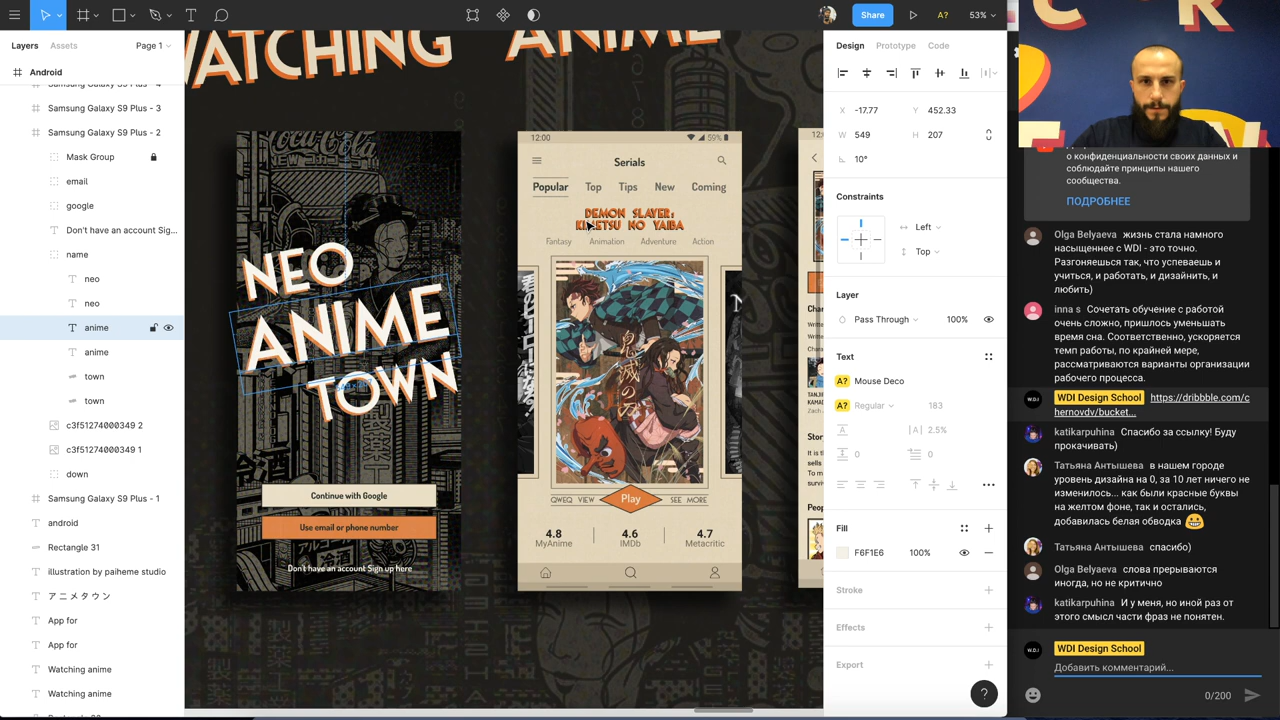 Share
A?
53%
Layers
Assets
Page 1
Android
Samsung Galaxy S9 Plus - 4
Samsung Galaxy S9 Plus - 3
Samsung Galaxy S9 Plus - 2
Mask Group
email
google
Don't have an account Sig...
name
neo
neo
anime
anime
town
town
c3f51274000349 2
c3f51274000349 1
down
Samsung Galaxy S9 Plus - 1
android
Rectangle 31
illustration by paiheme studio
アニメタウン
App for
App for
Watching anime
Watching anime
WATCHING
ANIME
Coca-Cola
NEO
ANIME
TOWN
Continue with Google
Use email or phone number
Don't have an account Sign up here
12:00
59%
Serials
Popular
Top
Tips
New
Coming
DEMON SLAYER:
KIMETSU NO YAIBA
Fantasy
Animation
Adventure
Action
QWEQ VIEW
Play
SEE MORE
4.8
4.6
4.7
MyAnime
IMDb
Metacritic
Design
Prototype
Code
X
-17.77
Y
452.33
W
549
H
207
10°
Constraints
Left
Top
Layer
Pass Through
100%
Text
A?
Mouse Deco
A?
Regular
183
2.5%
0
0
Fill
F6F1E6
100%
Stroke
Effects
Export
?
о конфиденциальности своих данных и
соблюдайте принципы нашего
сообщества.
ПОДРОБНЕЕ
Olga Belyaeva жизнь стала намного
насыщеннее с WDI - это точно.
Разгоняешься так, что успеваешь и
учиться, и работать, и дизайнить, и
любить)
inna s Сочетать обучение с работой
очень сложно, пришлось уменьшать
время сна. Соответственно, ускоряется
темп работы, по крайней мере,
рассматриваются варианты организации
рабочего процесса.
WDI Design School https://dribbble.com/c
hernovdv/bucket...
katikarpuhina Спасибо за ссылку! Буду
прокачивать)
Татьяна Антышева в нашем городе
уровень дизайна на 0, за 10 лет ничего не
изменилось... как были красные буквы
на желтом фоне, так и остались,
добавилась белая обводка
Татьяна Антышева спасибо)
Olga Belyaeva слова прерываются
иногда, но не критично
katikarpuhina И у меня, но иной раз от
этого смысл части фраз не понятен.
WDI Design School
Добавить комментарий...
0/200